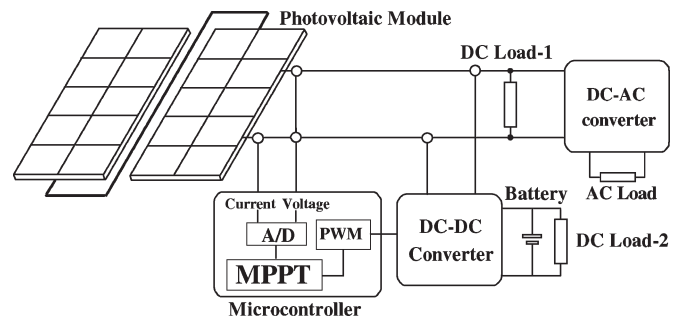 Photovoltaic Module
DC Load-1
DC-AC
converter
AC Load
Current Voltage
A/D
PWM
MPPT
Microcontroller
DC-DC
Converter
Battery
DC Load-2